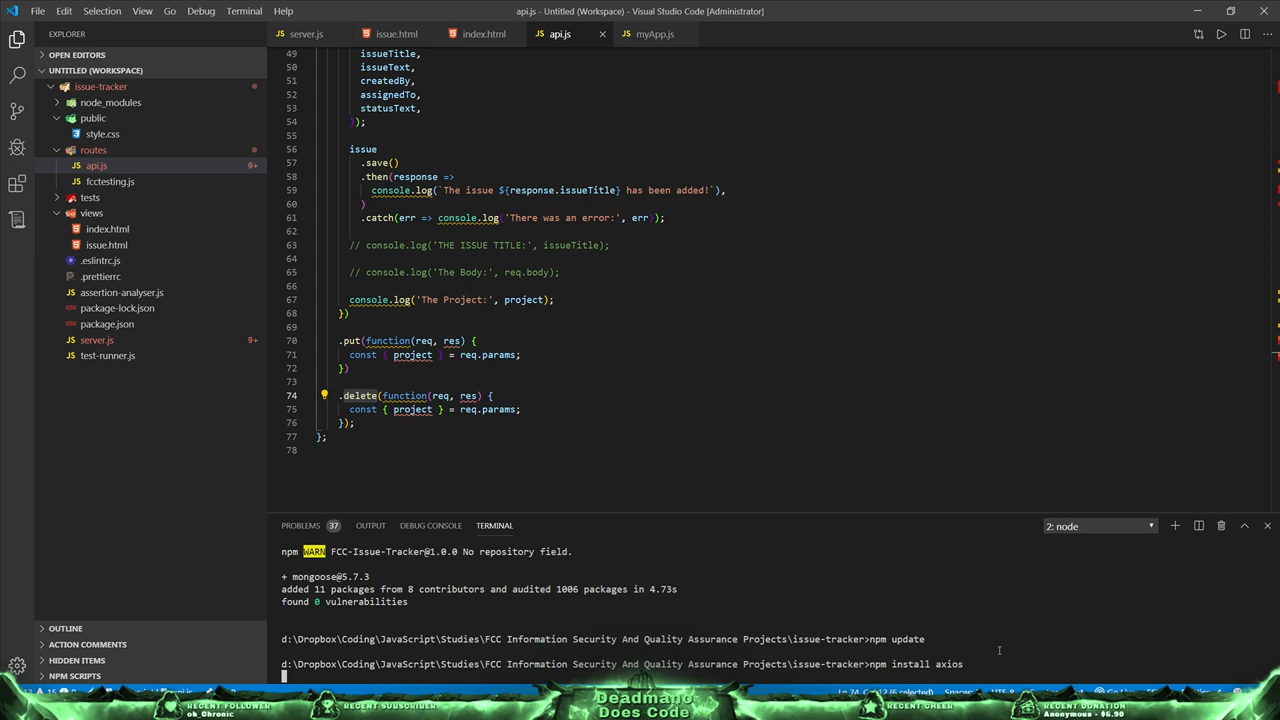 File Edit Selection View Go Debug Terminal Help
api.js - Untitled (Workspace) - Visual Studio Code [Administrator]
EXPLORER
server.js
issue.html
index.html
api.js
myApp.js
OPEN EDITORS
UNTITLED (WORKSPACE)
issue-tracker
node_modules
public
style.css
routes
api.js 9+
fcctesting.js
tests
views
index.html
issue.html
.eslintrc.js
.prettierrc
assertion-analyser.js
package-lock.json
package.json
server.js 9+
test-runner.js
OUTLINE
ACTION COMMENTS
HIDDEN ITEMS
NPM SCRIPTS
49 issueTitle,
50 issueText,
51 createdBy,
52 assignedTo,
53 statusText,
54 });
55
56 issue
57 .save()
58 .then(response =>
59 console.log(`The issue ${response.issueTitle} has been added!`),
60 )
61 .catch(err => console.log('There was an error:', err));
62
63 // console.log('THE ISSUE TITLE:', issueTitle);
64
65 // console.log('The Body:', req.body);
66
67 console.log('The Project:', project);
68 })
69
70 .put(function(req, res) {
71 const { project } = req.params;
72 })
73
74 .delete(function(req, res) {
75 const { project } = req.params;
76 });
77 };
78
PROBLEMS 37 OUTPUT DEBUG CONSOLE TERMINAL
2: node
npm WARN FCC-Issue-Tracker@1.0.0 No repository field.
+ mongoose@5.7.3
added 11 packages from 8 contributors and audited 1006 packages in 4.73s
found 0 vulnerabilities
d:\Dropbox\Coding\JavaScript\Studies\FCC Information Security And Quality Assurance Projects\issue-tracker>npm update
d:\Dropbox\Coding\JavaScript\Studies\FCC Information Security And Quality Assurance Projects\issue-tracker>npm install axios
RECENT FOLLOWER
ob_Chronic
RECENT SUBSCRIBER
Deadmano
Does Code
RECENT CHEER
RECENT DONATION
Anonymous - $6.90